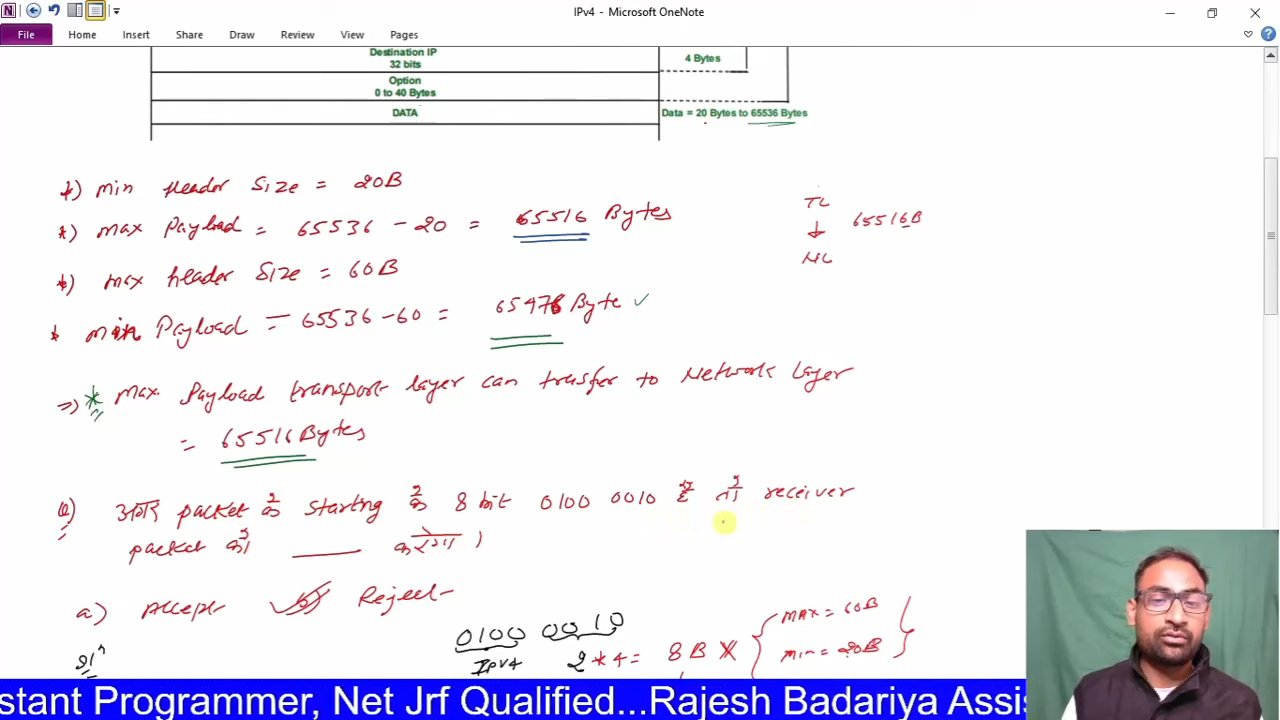 IPv4 - Microsoft OneNote
File Home Insert Share Draw Review View Pages
Destination IP
32 bits
4 Bytes
Option
0 to 40 Bytes
DATA
Data = 20 Bytes to 65536 Bytes
*) min Header Size = 20B
*) max Payload = 65536 - 20 = 65516 Bytes
TL
65516B
NL
*) max header Size = 60B
* min Payload = 65536 - 60 = 65476 Byte ✓
=> * max. Payload transport layer can transfer to Network Layer
= 65516 Bytes
Q) अगर packet के starting के 8 bit 0100 0010 है तो receiver
packet को ____ करेगा )
a) Accept b) Reject
0100 0010
IPv4 2*4 = 8B X
max = 60B
min = 20B
stant Programmer, Net Jrf Qualified...Rajesh Badariya Assis